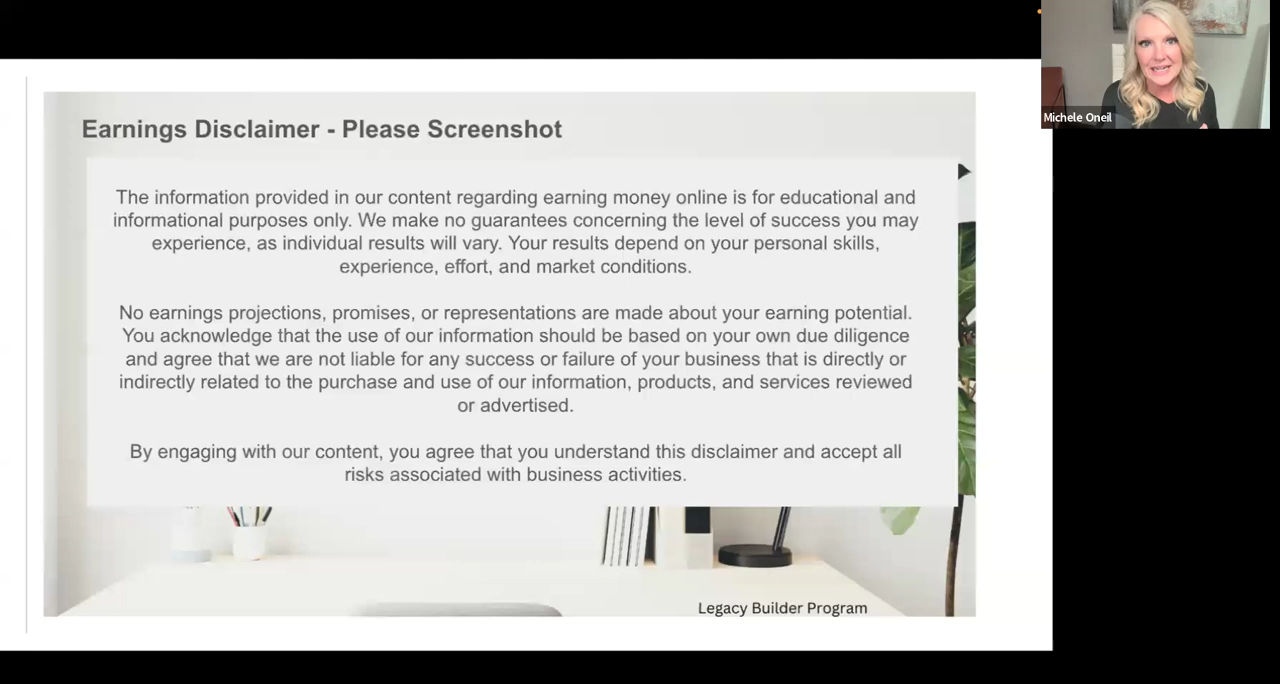 Earnings Disclaimer - Please Screenshot
The information provided in our content regarding earning money online is for educational and
informational purposes only. We make no guarantees concerning the level of success you may
experience, as individual results will vary. Your results depend on your personal skills,
experience, effort, and market conditions.
No earnings projections, promises, or representations are made about your earning potential.
You acknowledge that the use of our information should be based on your own due diligence
and agree that we are not liable for any success or failure of your business that is directly or
indirectly related to the purchase and use of our information, products, and services reviewed
or advertised.
By engaging with our content, you agree that you understand this disclaimer and accept all
risks associated with business activities.
Legacy Builder Program
Michele Oneil